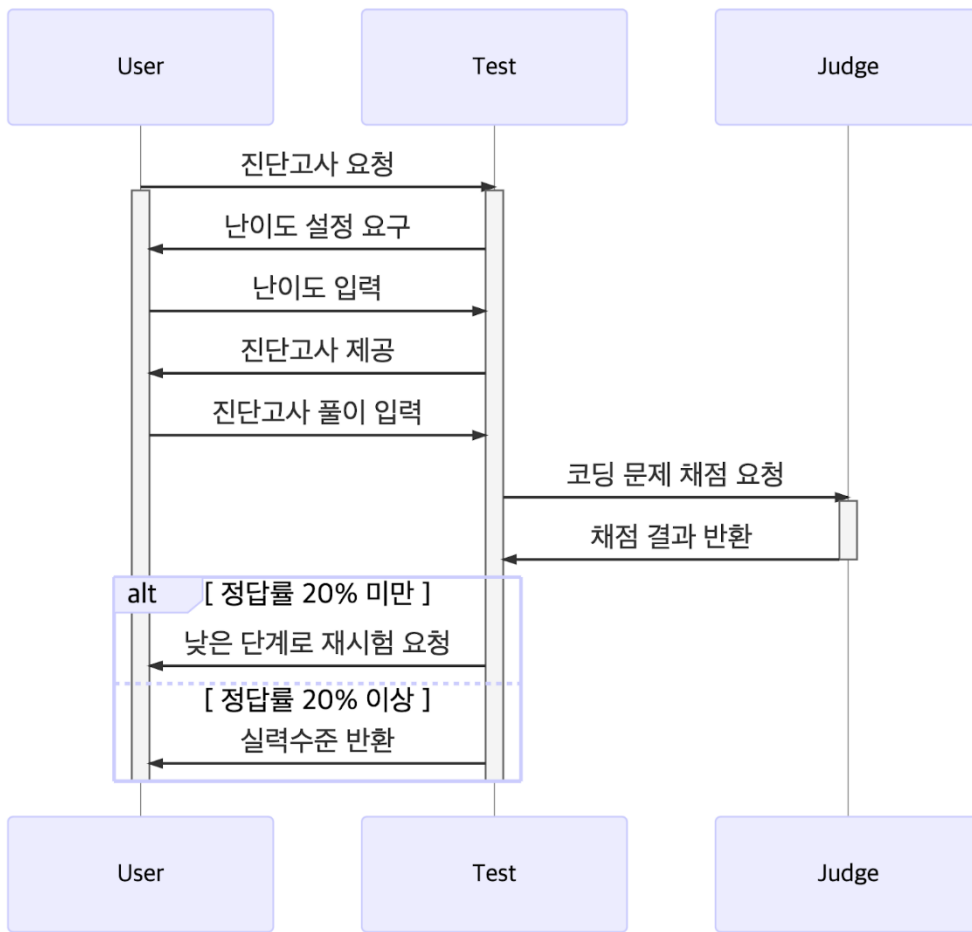 User Test Judge
진단고사 요청
난이도 설정 요구
난이도 입력
진단고사 제공
진단고사 풀이 입력
코딩 문제 채점 요청
채점 결과 반환
alt [ 정답률 20% 미만 ]
낮은 단계로 재시험 요청
[ 정답률 20% 이상 ]
실력수준 반환
User Test Judge